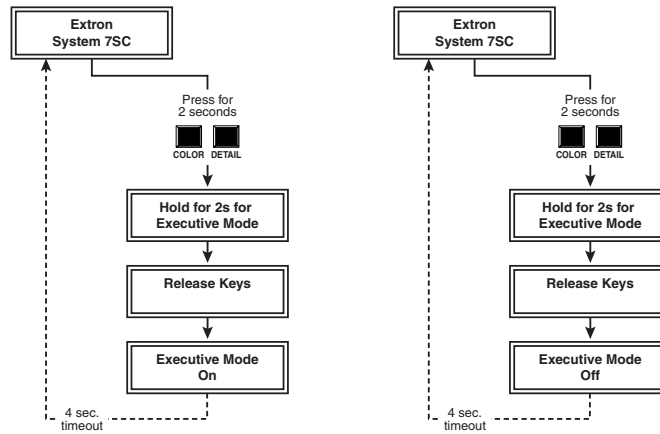 Extron
System 7SC
Press for
2 seconds
COLOR DETAIL
Hold for 2s for
Executive Mode
Release Keys
Executive Mode
On
4 sec.
timeout
Extron
System 7SC
Press for
2 seconds
COLOR DETAIL
Hold for 2s for
Executive Mode
Release Keys
Executive Mode
Off
4 sec.
timeout